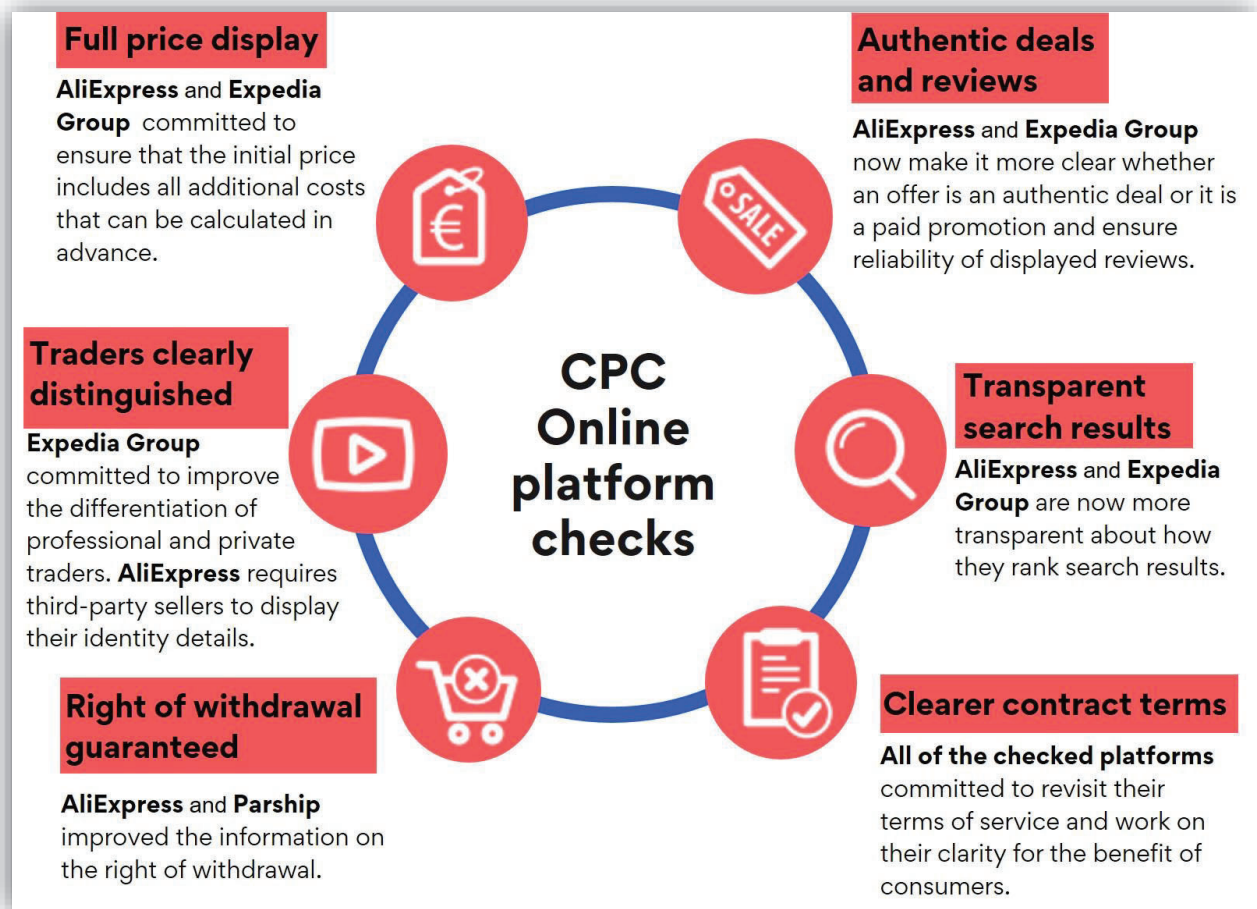 Full price display
AliExpress and Expedia
Group committed to
ensure that the initial price
includes all additional costs
that can be calculated in
advance.
Authentic deals
and reviews
AliExpress and Expedia Group
now make it more clear whether
an offer is an authentic deal or it is
a paid promotion and ensure
reliability of displayed reviews.
€
SALE
Traders clearly
distinguished
Expedia Group
committed to improve
the differentiation of
professional and private
traders. AliExpress requires
third-party sellers to display
their identity details.
CPC
Online
platform
checks
Transparent
search results
AliExpress and Expedia
Group are now more
transparent about how
they rank search results.
Right of withdrawal
guaranteed
AliExpress and Parship
improved the information on
the right of withdrawal.
Clearer contract terms
All of the checked platforms
committed to revisit their
terms of service and work on
their clarity for the benefit of
consumers.